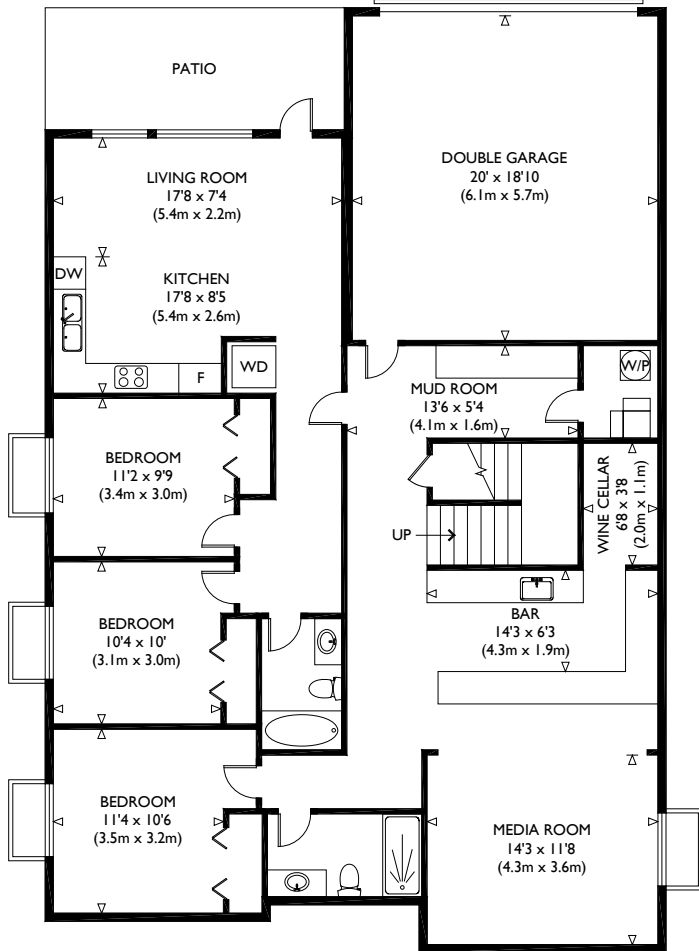 PATIO
DOUBLE GARAGE
20' x 18'10
(6.1m x 5.7m)
LIVING ROOM
17'8 x 7'4
(5.4m x 2.2m)
DW
KITCHEN
17'8 x 8'5
(5.4m x 2.6m)
F
WD
MUD ROOM
13'6 x 5'4
(4.1m x 1.6m)
W/P
BEDROOM
11'2 x 9'9
(3.4m x 3.0m)
WINE CELLAR
6'8 x 3'8
(2.0m x 1.1m)
UP
BAR
14'3 x 6'3
(4.3m x 1.9m)
BEDROOM
10'4 x 10'
(3.1m x 3.0m)
BEDROOM
11'4 x 10'6
(3.5m x 3.2m)
MEDIA ROOM
14'3 x 11'8
(4.3m x 3.6m)